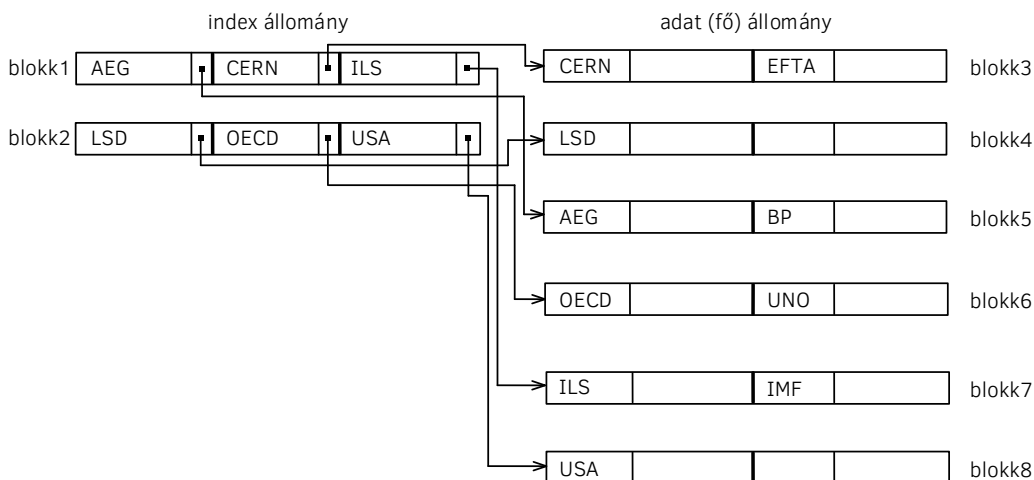 index állomány adat (fő) állomány
blokk1 AEG CERN ILS CERN EFTA blokk3
blokk2 LSD OECD USA LSD blokk4
AEG BP blokk5
OECD UNO blokk6
ILS IMF blokk7
USA blokk8